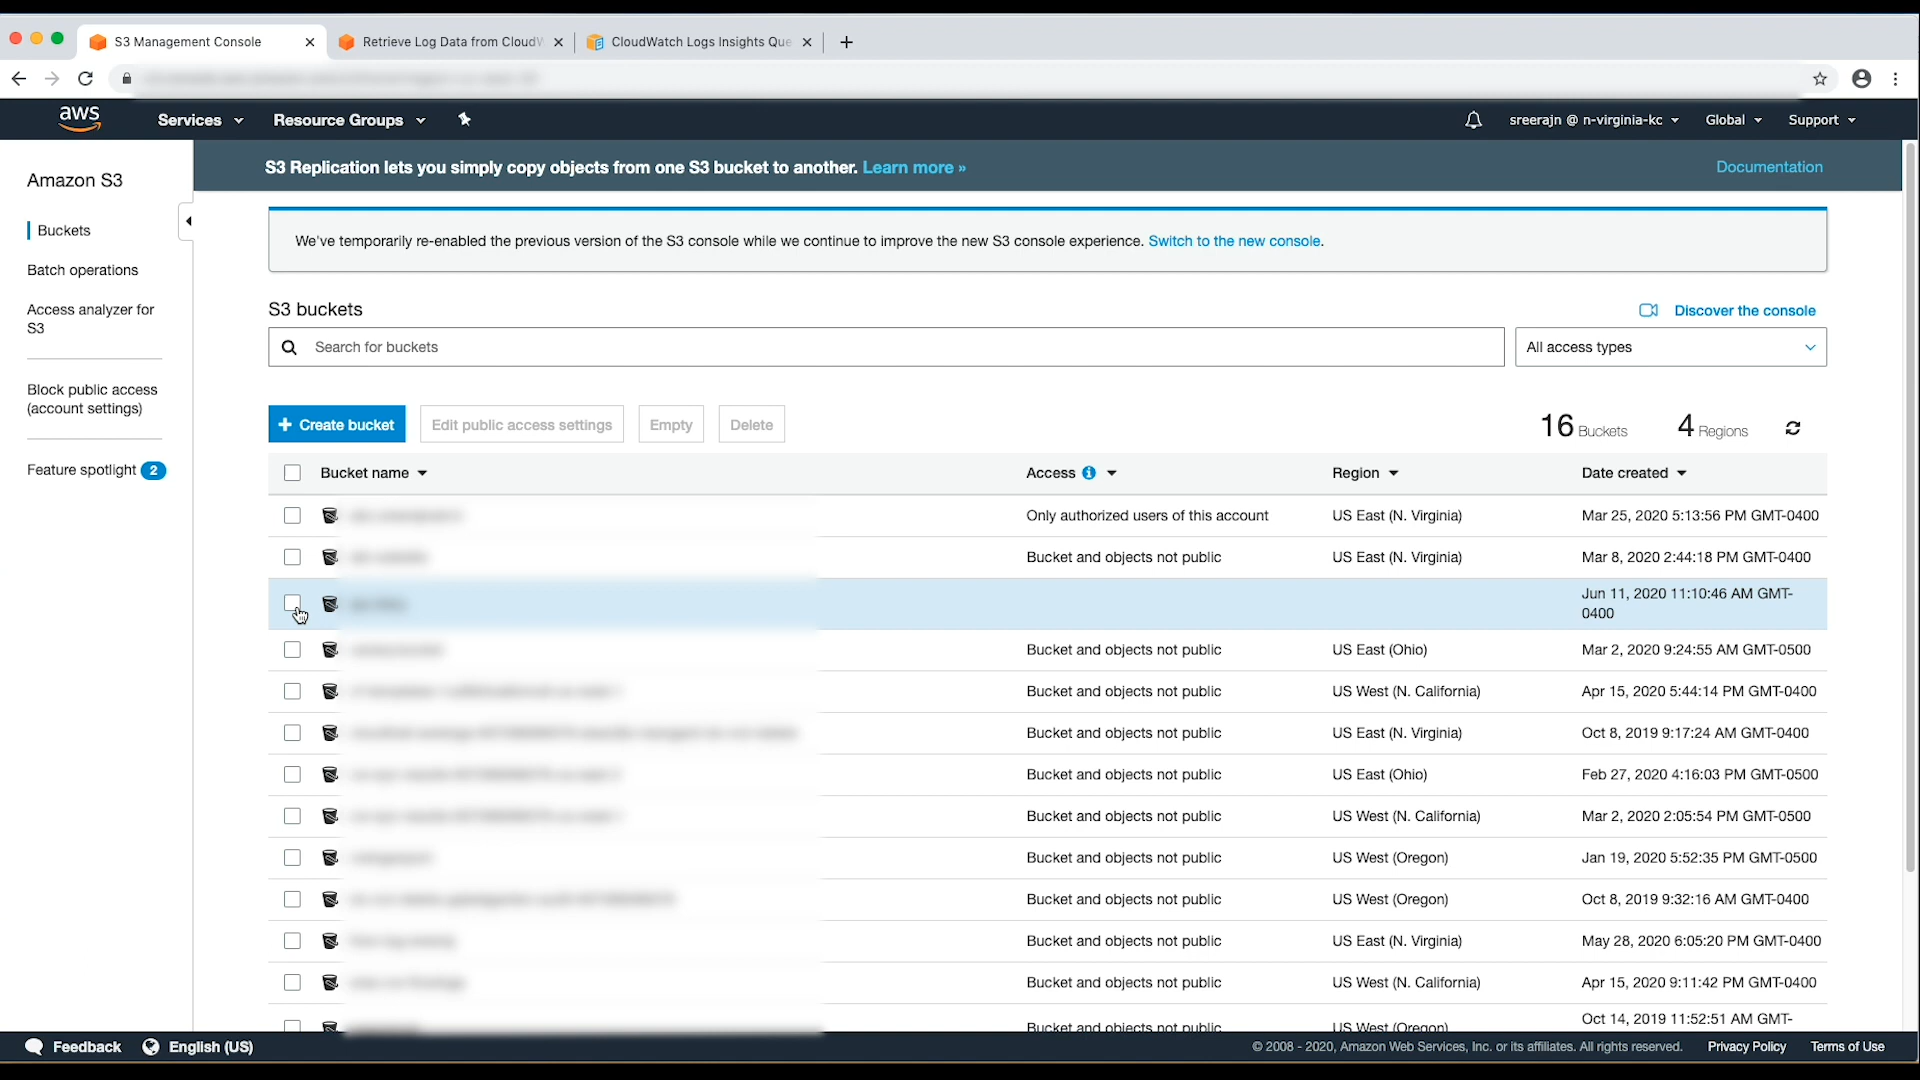 S3 Management Console
Retrieve Log Data from CloudW
CloudWatch Logs Insights Que
aws
Services
Resource Groups
sreerajn @ n-virginia-kc
Global
Support
Amazon S3
Buckets
Batch operations
Access analyzer for
S3
Block public access
(account settings)
Feature spotlight 2
S3 Replication lets you simply copy objects from one S3 bucket to another. Learn more »
Documentation
We've temporarily re-enabled the previous version of the S3 console while we continue to improve the new S3 console experience. Switch to the new console.
S3 buckets
Discover the console
Search for buckets
All access types
+ Create bucket
Edit public access settings
Empty
Delete
16 Buckets
4 Regions
Bucket name Access Region Date created
Only authorized users of this account US East (N. Virginia) Mar 25, 2020 5:13:56 PM GMT-0400
Bucket and objects not public US East (N. Virginia) Mar 8, 2020 2:44:18 PM GMT-0400
Jun 11, 2020 11:10:46 AM GMT-
0400
Bucket and objects not public US East (Ohio) Mar 2, 2020 9:24:55 AM GMT-0500
Bucket and objects not public US West (N. California) Apr 15, 2020 5:44:14 PM GMT-0400
Bucket and objects not public US East (N. Virginia) Oct 8, 2019 9:17:24 AM GMT-0400
Bucket and objects not public US East (Ohio) Feb 27, 2020 4:16:03 PM GMT-0500
Bucket and objects not public US West (N. California) Mar 2, 2020 2:05:54 PM GMT-0500
Bucket and objects not public US West (Oregon) Jan 19, 2020 5:52:35 PM GMT-0500
Bucket and objects not public US West (Oregon) Oct 8, 2019 9:32:16 AM GMT-0400
Bucket and objects not public US East (N. Virginia) May 28, 2020 6:05:20 PM GMT-0400
Bucket and objects not public US West (N. California) Apr 15, 2020 9:11:42 PM GMT-0400
Bucket and objects not public US West (Oregon) Oct 14, 2019 11:52:51 AM GMT-
Feedback
English (US)
© 2008 - 2020, Amazon Web Services, Inc. or its affiliates. All rights reserved.
Privacy Policy
Terms of Use